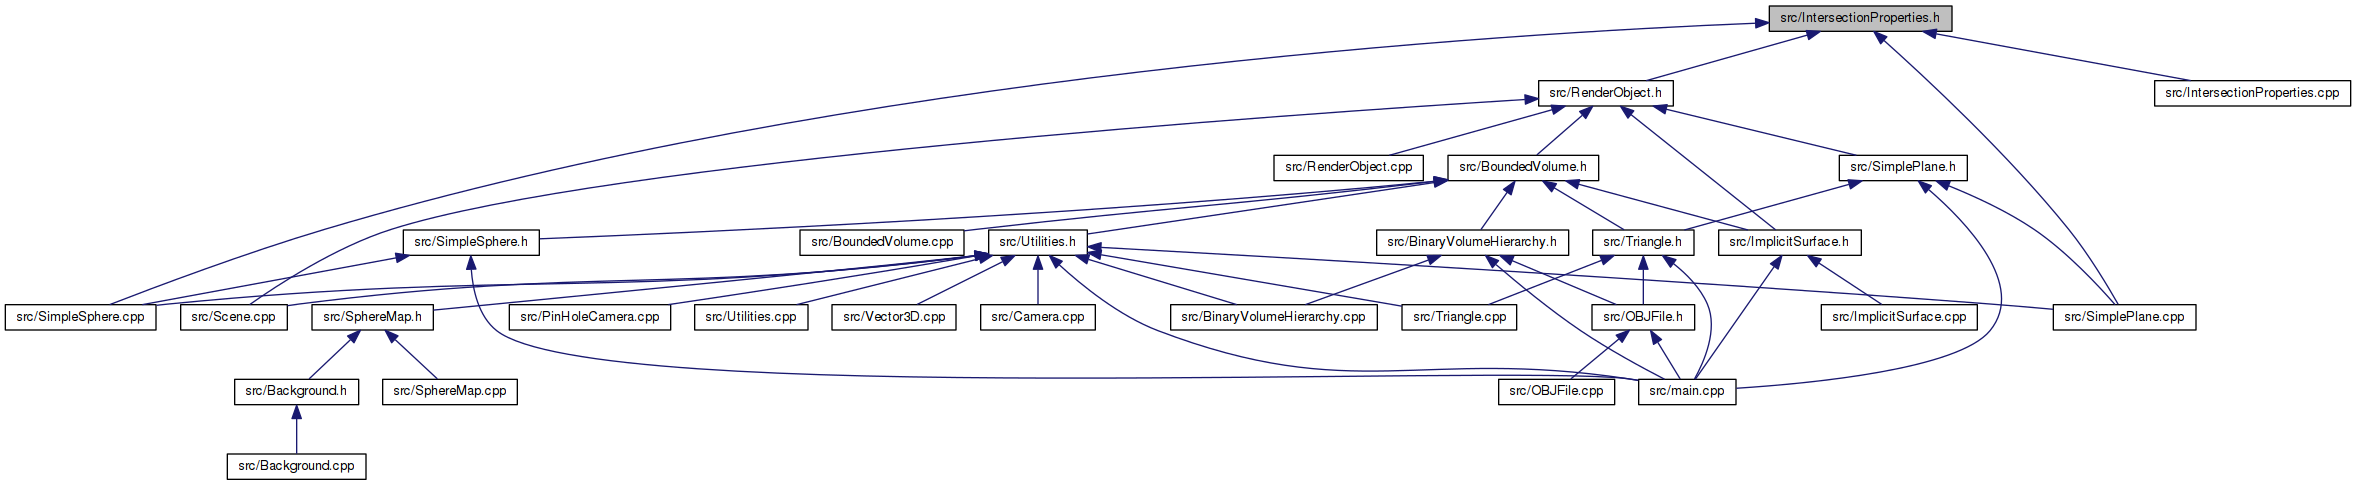 src/IntersectionProperties.h
src/RenderObject.h
src/IntersectionProperties.cpp
src/RenderObject.cpp
src/BoundedVolume.h
src/SimplePlane.h
src/SimpleSphere.h
src/BoundedVolume.cpp
src/Utilities.h
src/BinaryVolumeHierarchy.h
src/Triangle.h
src/ImplicitSurface.h
src/SimpleSphere.cpp
src/Scene.cpp
src/SphereMap.h
src/PinHoleCamera.cpp
src/Utilities.cpp
src/Vector3D.cpp
src/Camera.cpp
src/BinaryVolumeHierarchy.cpp
src/Triangle.cpp
src/OBJFile.h
src/ImplicitSurface.cpp
src/SimplePlane.cpp
src/Background.h
src/SphereMap.cpp
src/OBJFile.cpp
src/main.cpp
src/Background.cpp